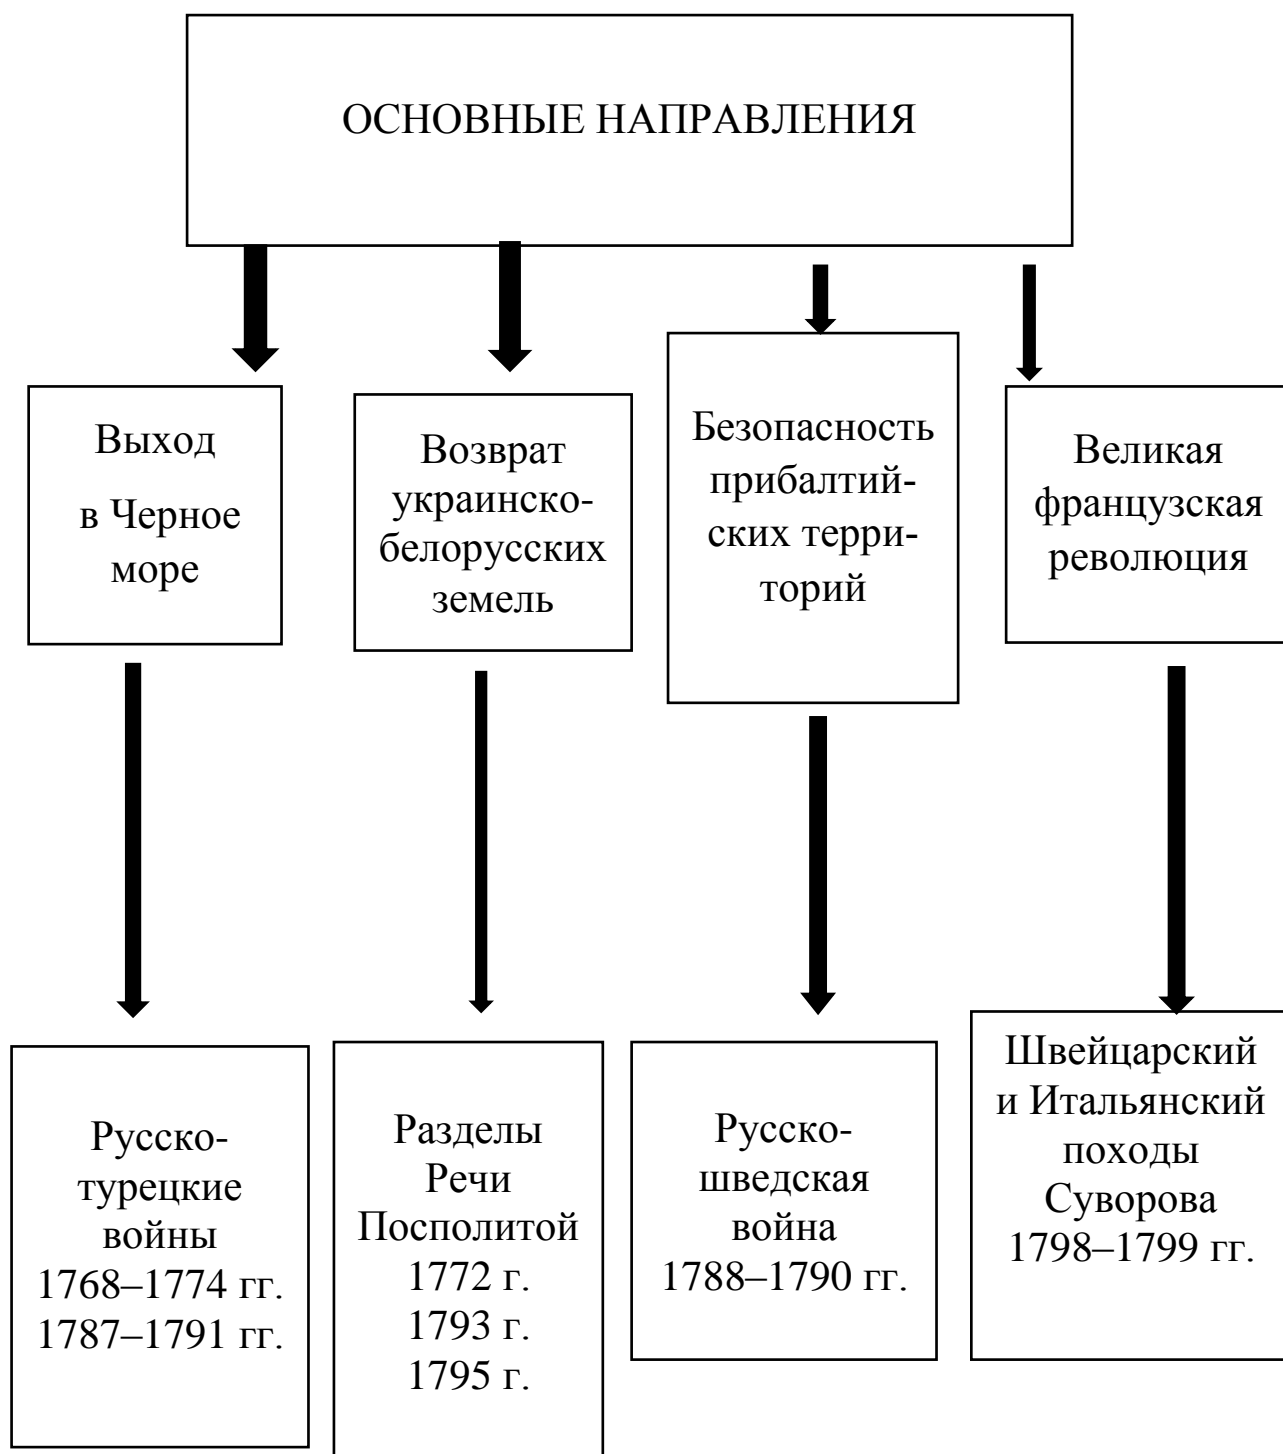 ОСНОВНЫЕ НАПРАВЛЕНИЯ
Выход
в Черное
море
Возврат
украинско-
белорусских
земель
Безопасность
прибалтий-
ских терри-
торий
Великая
французская
революция
Русско-
турецкие
войны
1768–1774 гг.
1787–1791 гг.
Разделы
Речи
Посполитой
1772 г.
1793 г.
1795 г.
Русско-
шведская
война
1788–1790 гг.
Швейцарский
и Итальянский
походы
Суворова
1798–1799 гг.